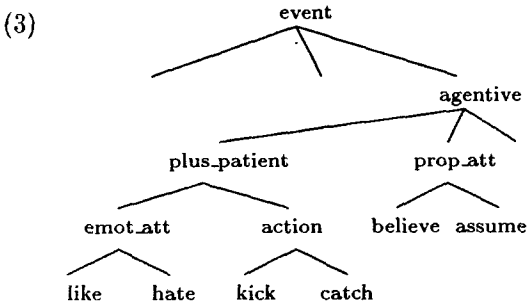 (3)
event
agentive
plus_patient prop_att
emot_att action believe assume
like hate kick catch